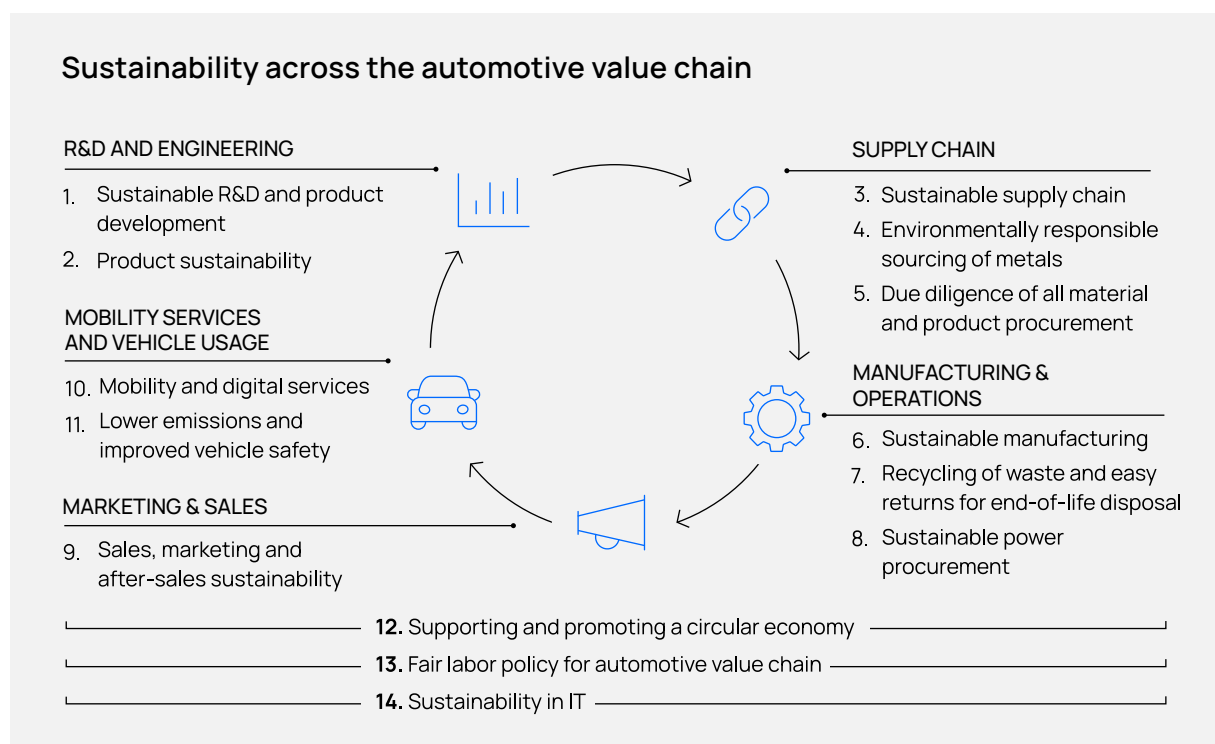 Sustainability across the automotive value chain
R&D AND ENGINEERING
1. Sustainable R&D and product
development
2. Product sustainability
SUPPLY CHAIN
3. Sustainable supply chain
4. Environmentally responsible
sourcing of metals
5. Due diligence of all material
and product procurement
MANUFACTURING &
OPERATIONS
6. Sustainable manufacturing
7. Recycling of waste and easy
returns for end-of-life disposal
8. Sustainable power
procurement
MARKETING & SALES
9. Sales, marketing and
after-sales sustainability
MOBILITY SERVICES
AND VEHICLE USAGE
10. Mobility and digital services
11. Lower emissions and
improved vehicle safety
12. Supporting and promoting a circular economy
13. Fair labor policy for automotive value chain
14. Sustainability in IT